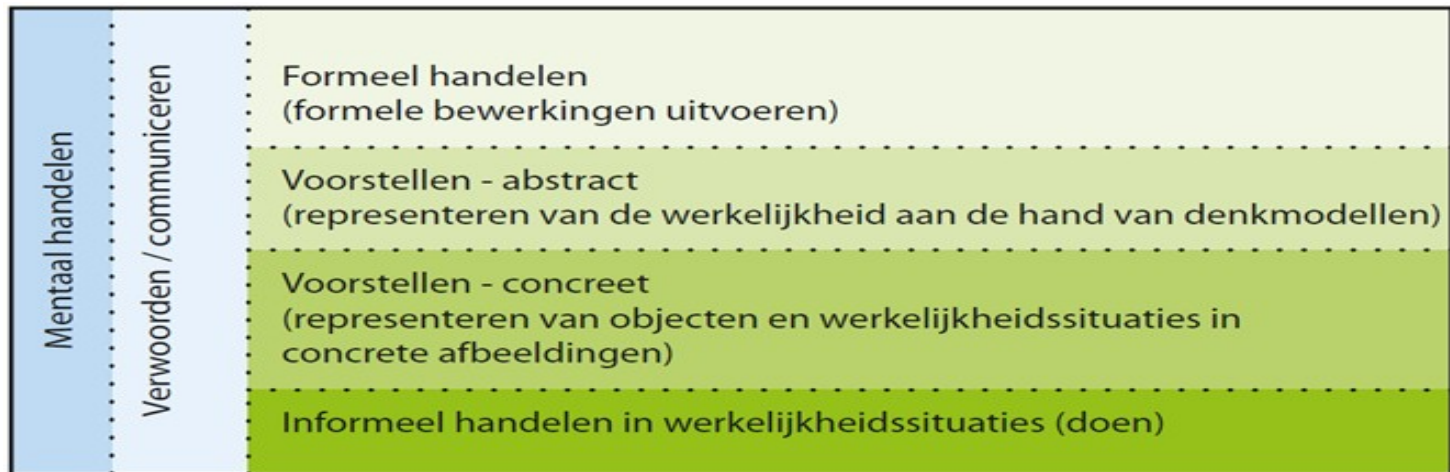 Mentaal handelen
Verwoorden / communiceren
Formeel handelen
(formele bewerkingen uitvoeren)
Voorstellen - abstract
(representeren van de werkelijkheid aan de hand van denkmodellen)
Voorstellen - concreet
(representeren van objecten en werkelijkheidssituaties in
concrete afbeeldingen)
Informeel handelen in werkelijkheidssituaties (doen)